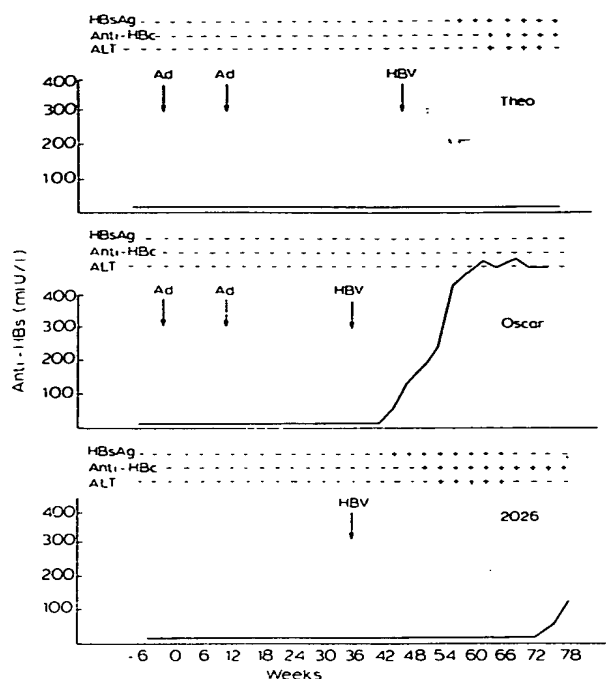 HBsAg
Anti-HBc
ALT
Ad Ad HBV
400
300
200
100
Theo
HBsAg
Anti-HBc
ALT
Ad Ad HBV
400
300
200
100
Oscar
Anti-HBs (mIU/l)
HBsAg
Anti-HBc
ALT
HBV
400
300
200
100
2026
-6 0 6 12 18 24 30 36 42 48 54 60 66 72 78
Weeks